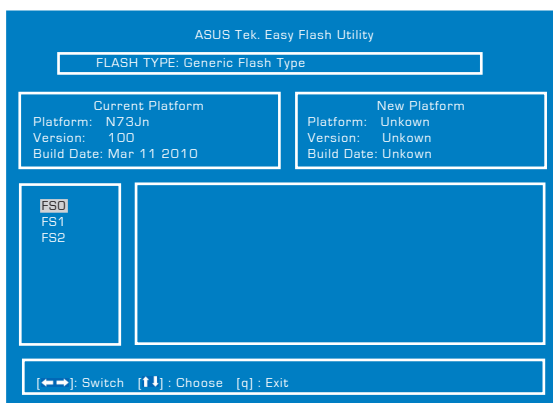 ASUS Tek. Easy Flash Utility
FLASH TYPE: Generic Flash Type
Current Platform
Platform: N73Jn
Version: 100
Build Date: Mar 11 2010
New Platform
Platform: Unkown
Version: Unkown
Build Date: Unkown
FS0
FS1
FS2
[←→]: Switch [↑↓] : Choose [q] : Exit